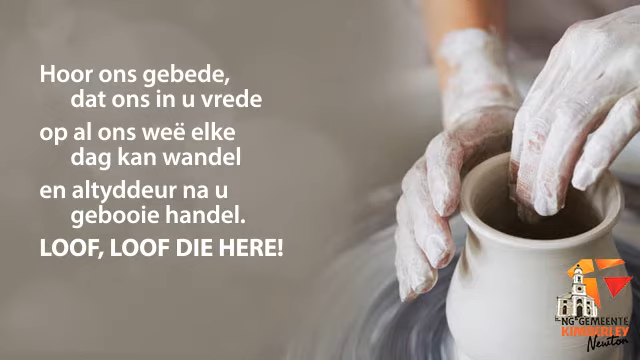 Hoor ons gebede,
dat ons in u vrede
op al ons weë elke
dag kan wandel
en altyddeur na u
gebooie handel.
LOOF, LOOF DIE HERE!
NG GEMEENTE
KIMBERLEY
Newton